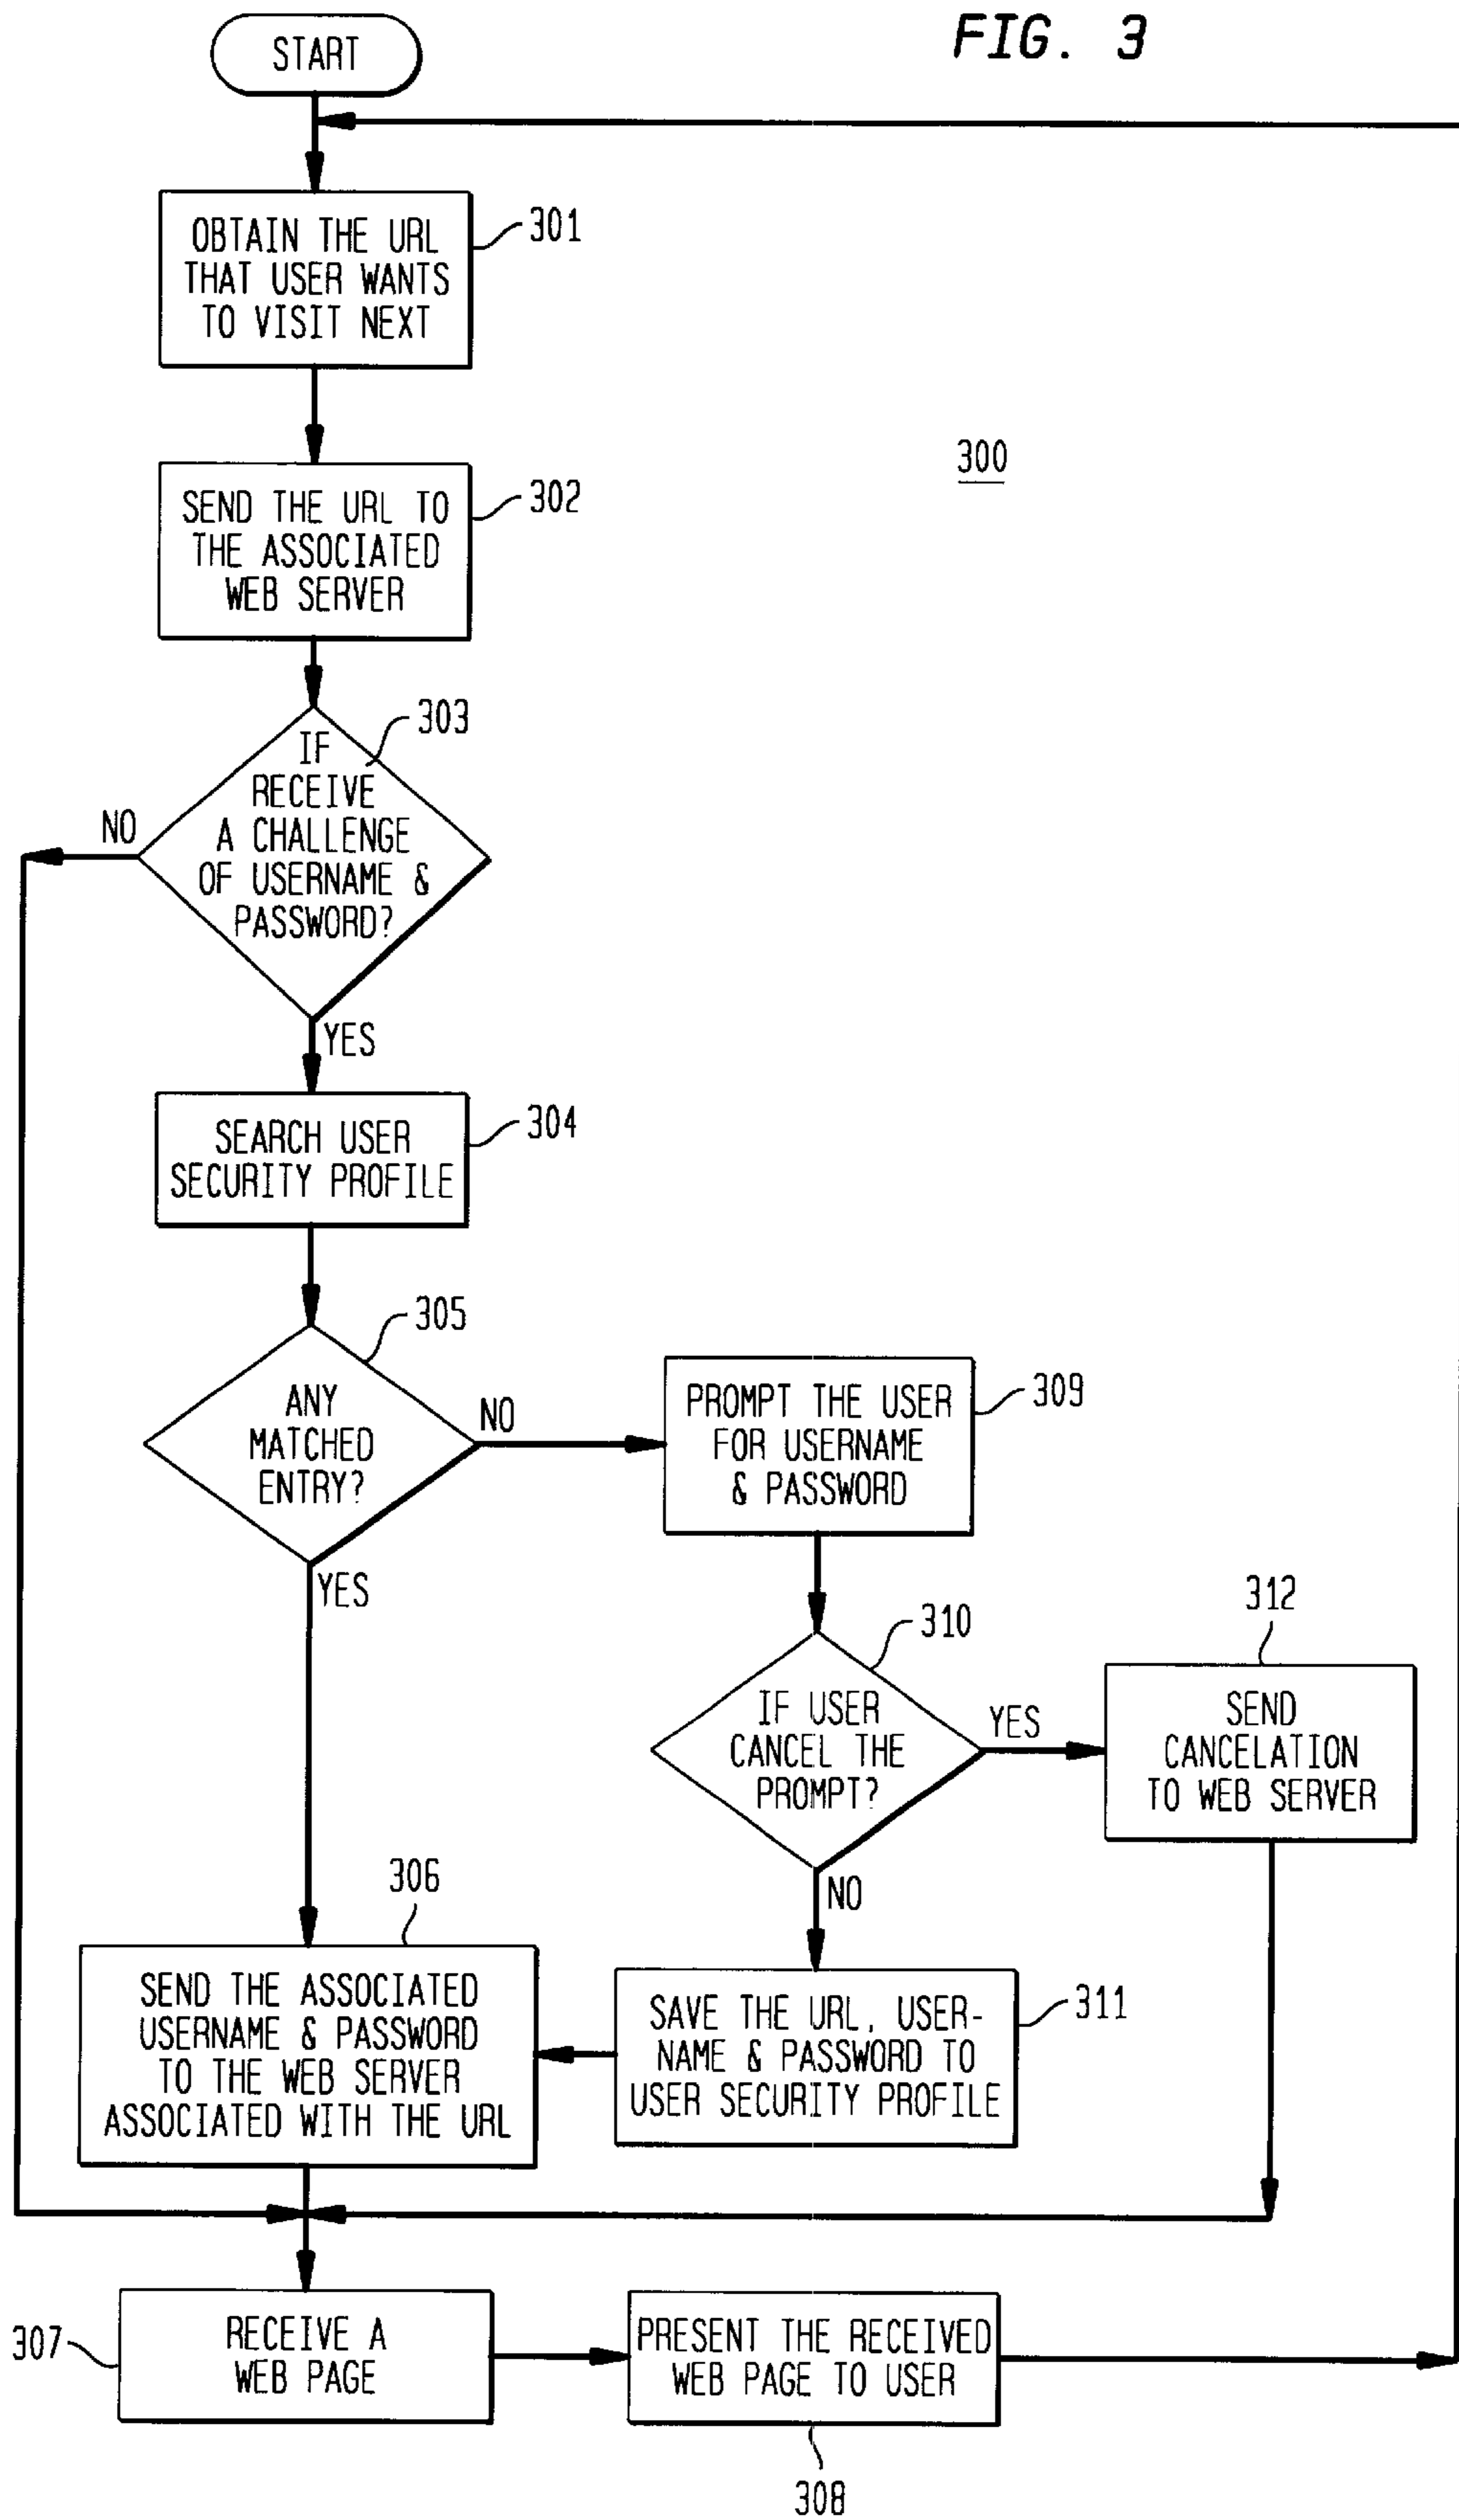 FIG. 3
START
OBTAIN THE URL
THAT USER WANTS
TO VISIT NEXT
301
300
SEND THE URL TO
THE ASSOCIATED
WEB SERVER
302
303
IF
RECEIVE
A CHALLENGE
OF USERNAME &
PASSWORD?
NO
YES
SEARCH USER
SECURITY PROFILE
304
305
ANY
MATCHED
ENTRY?
NO
YES
PROMPT THE USER
FOR USERNAME
& PASSWORD
309
310
IF USER
CANCEL THE
PROMPT?
YES
NO
312
SEND
CANCELATION
TO WEB SERVER
306
SEND THE ASSOCIATED
USERNAME & PASSWORD
TO THE WEB SERVER
ASSOCIATED WITH THE URL
SAVE THE URL, USER-
NAME & PASSWORD TO
USER SECURITY PROFILE
311
307
RECEIVE A
WEB PAGE
PRESENT THE RECEIVED
WEB PAGE TO USER
308